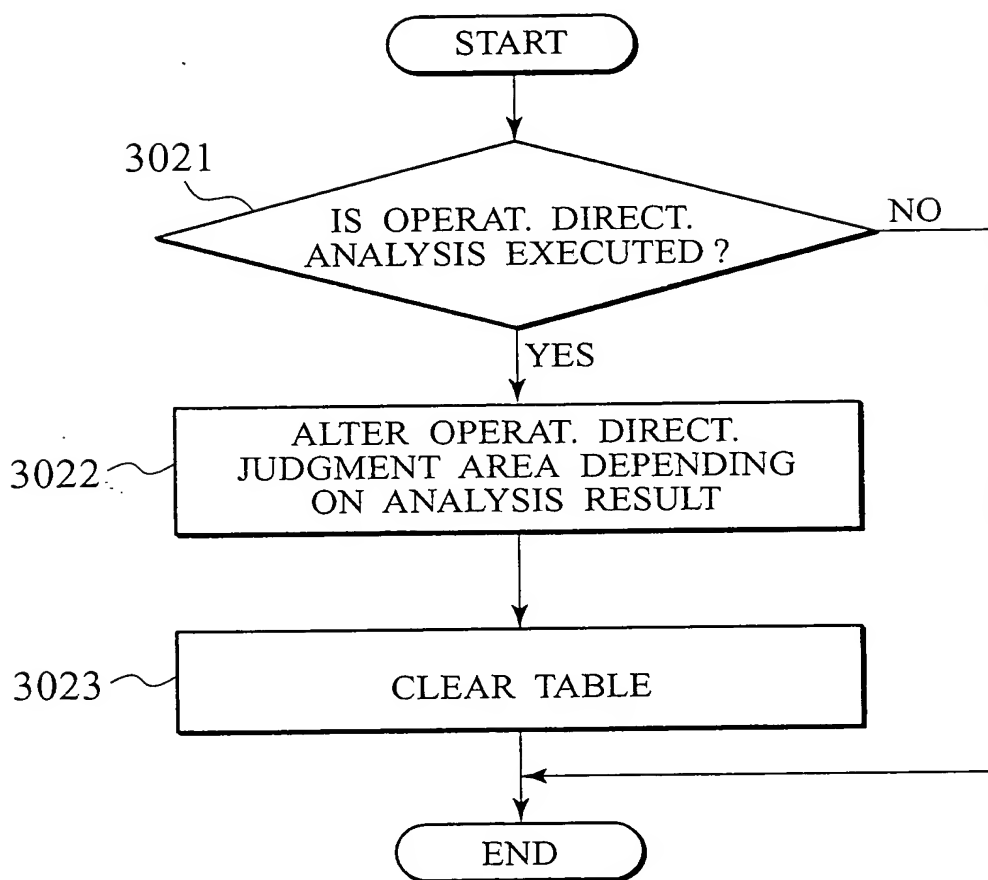 START
3021
IS OPERAT. DIRECT.
ANALYSIS EXECUTED ?
NO
YES
3022
ALTER OPERAT. DIRECT.
JUDGMENT AREA DEPENDING
ON ANALYSIS RESULT
3023
CLEAR TABLE
END